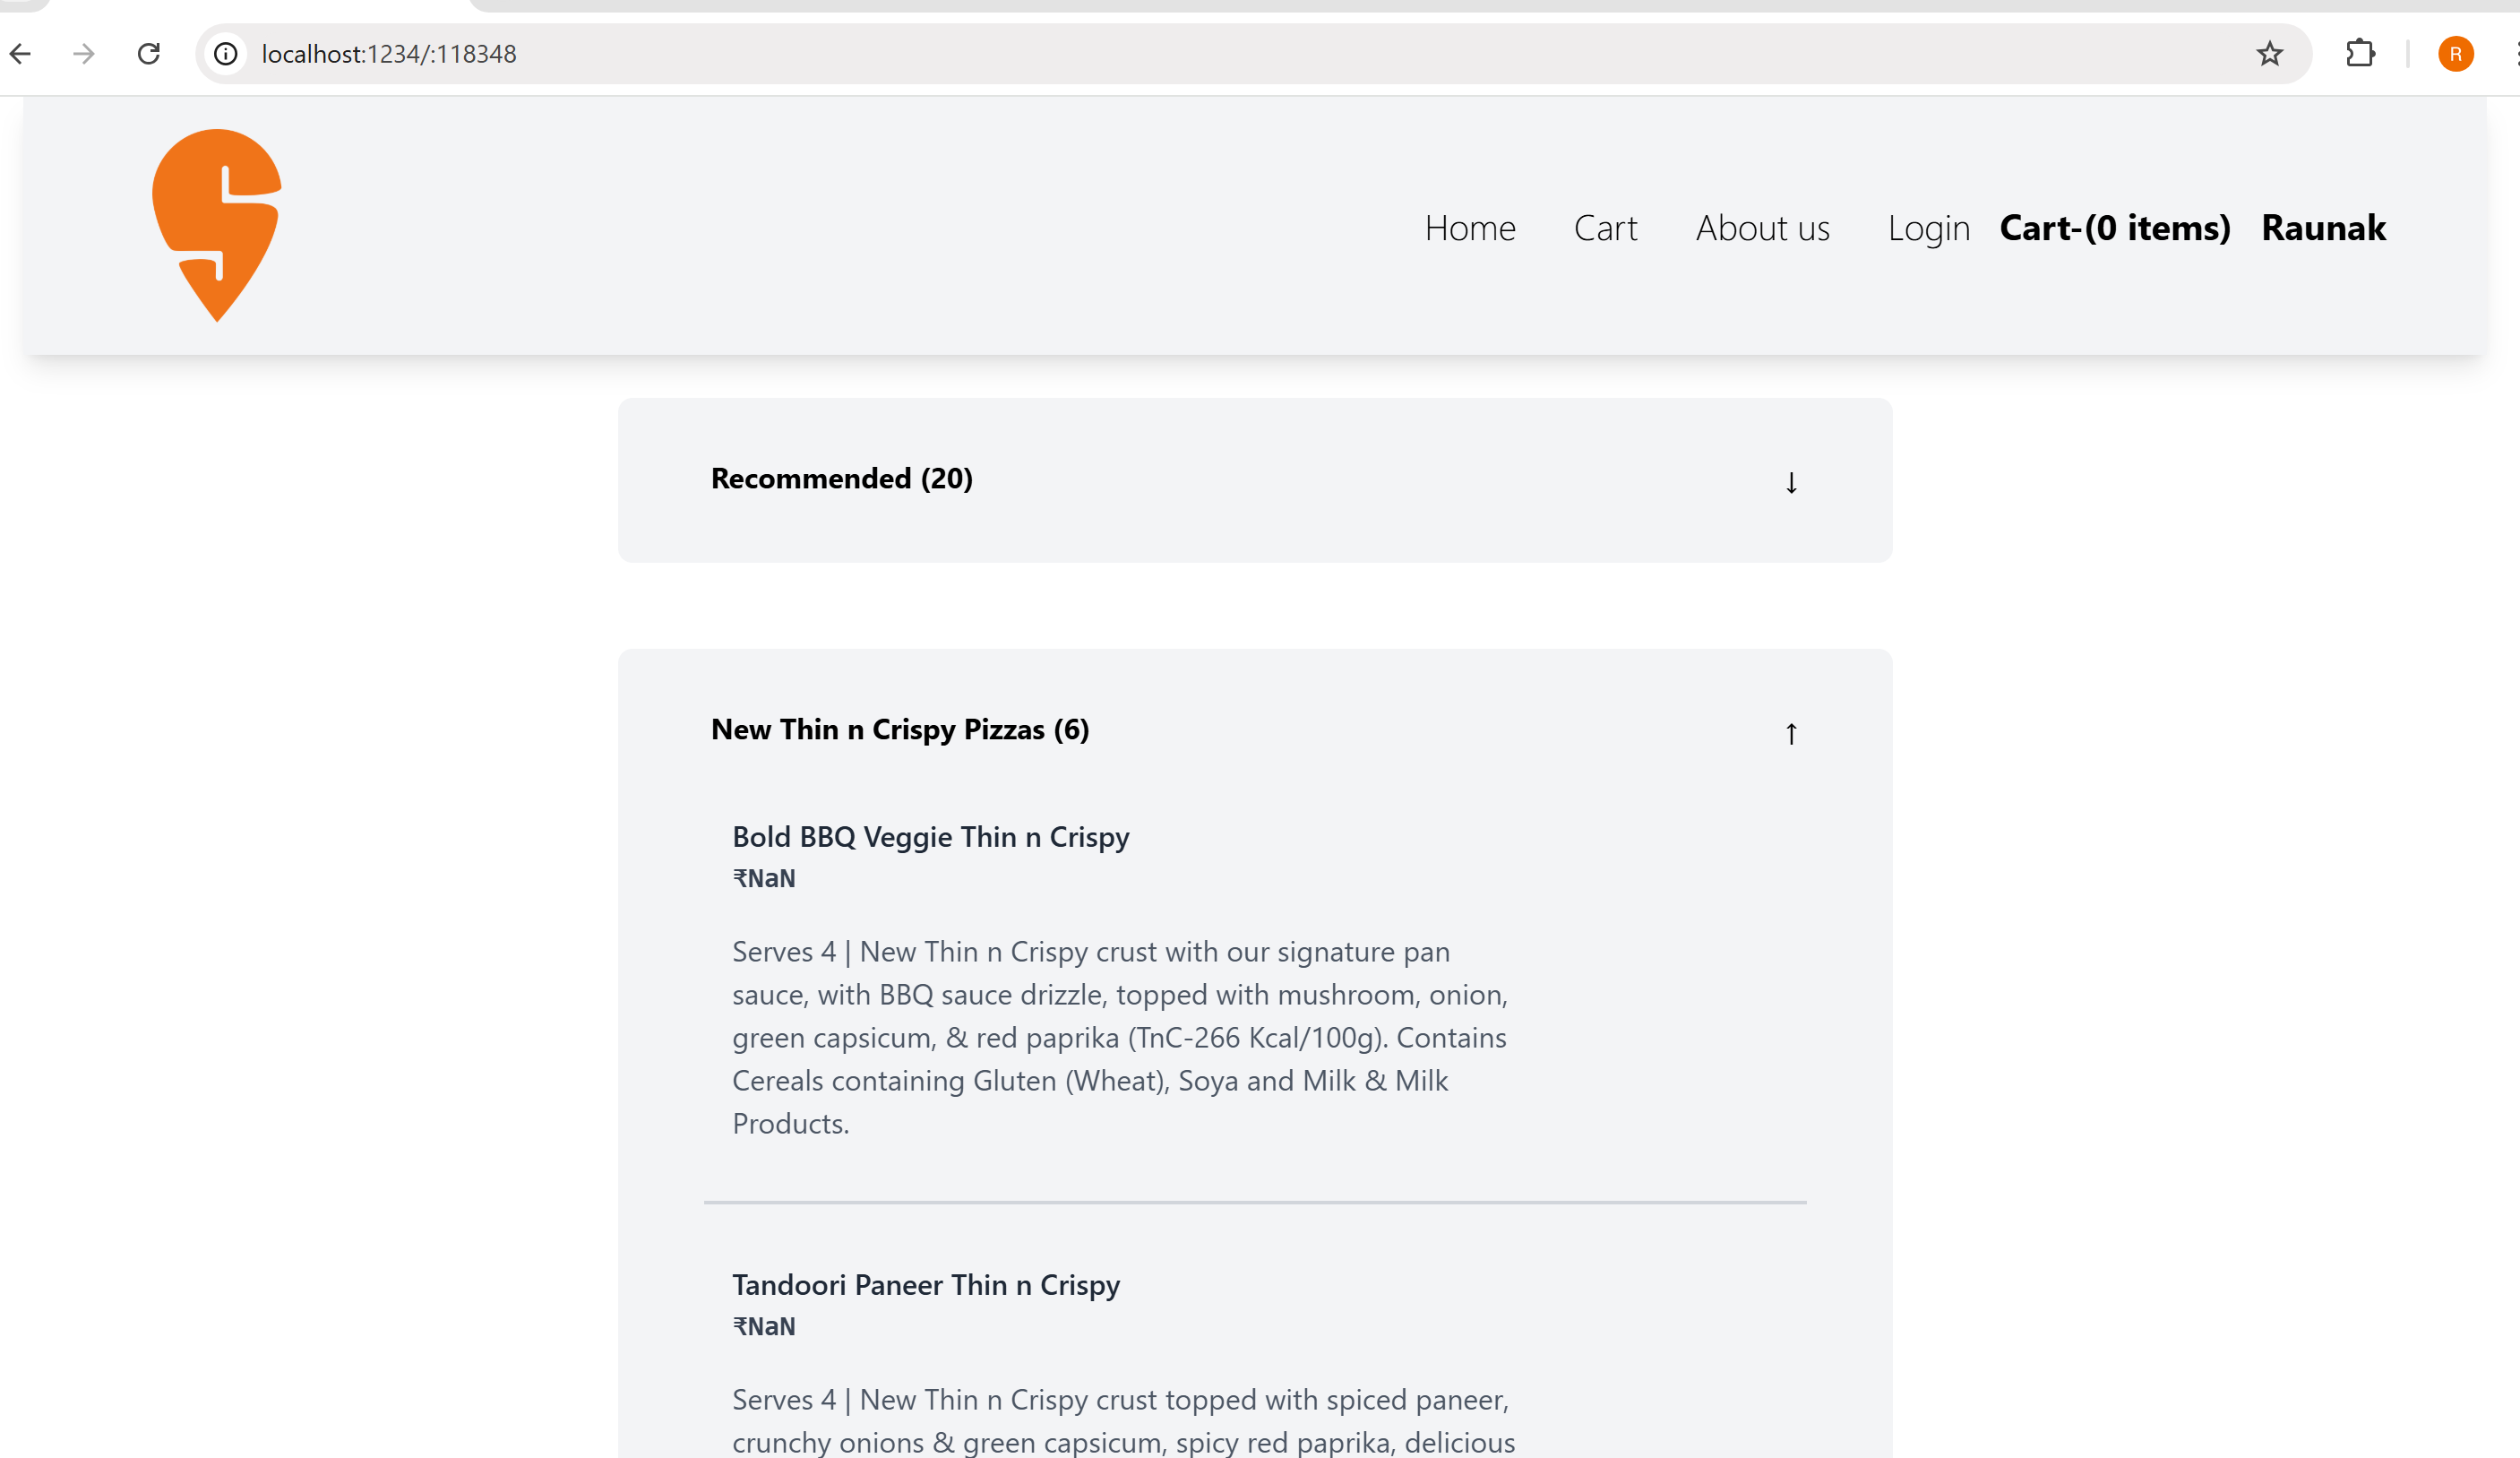 localhost:1234/:118348
R
Home Cart About us Login Cart-(0 items) Raunak
Recommended (20) ↓
New Thin n Crispy Pizzas (6) ↑
Bold BBQ Veggie Thin n Crispy
₹NaN
Serves 4 | New Thin n Crispy crust with our signature pan
sauce, with BBQ sauce drizzle, topped with mushroom, onion,
green capsicum, & red paprika (TnC-266 Kcal/100g). Contains
Cereals containing Gluten (Wheat), Soya and Milk & Milk
Products.
Tandoori Paneer Thin n Crispy
₹NaN
Serves 4 | New Thin n Crispy crust topped with spiced paneer,
crunchy onions & green capsicum, spicy red paprika, delicious